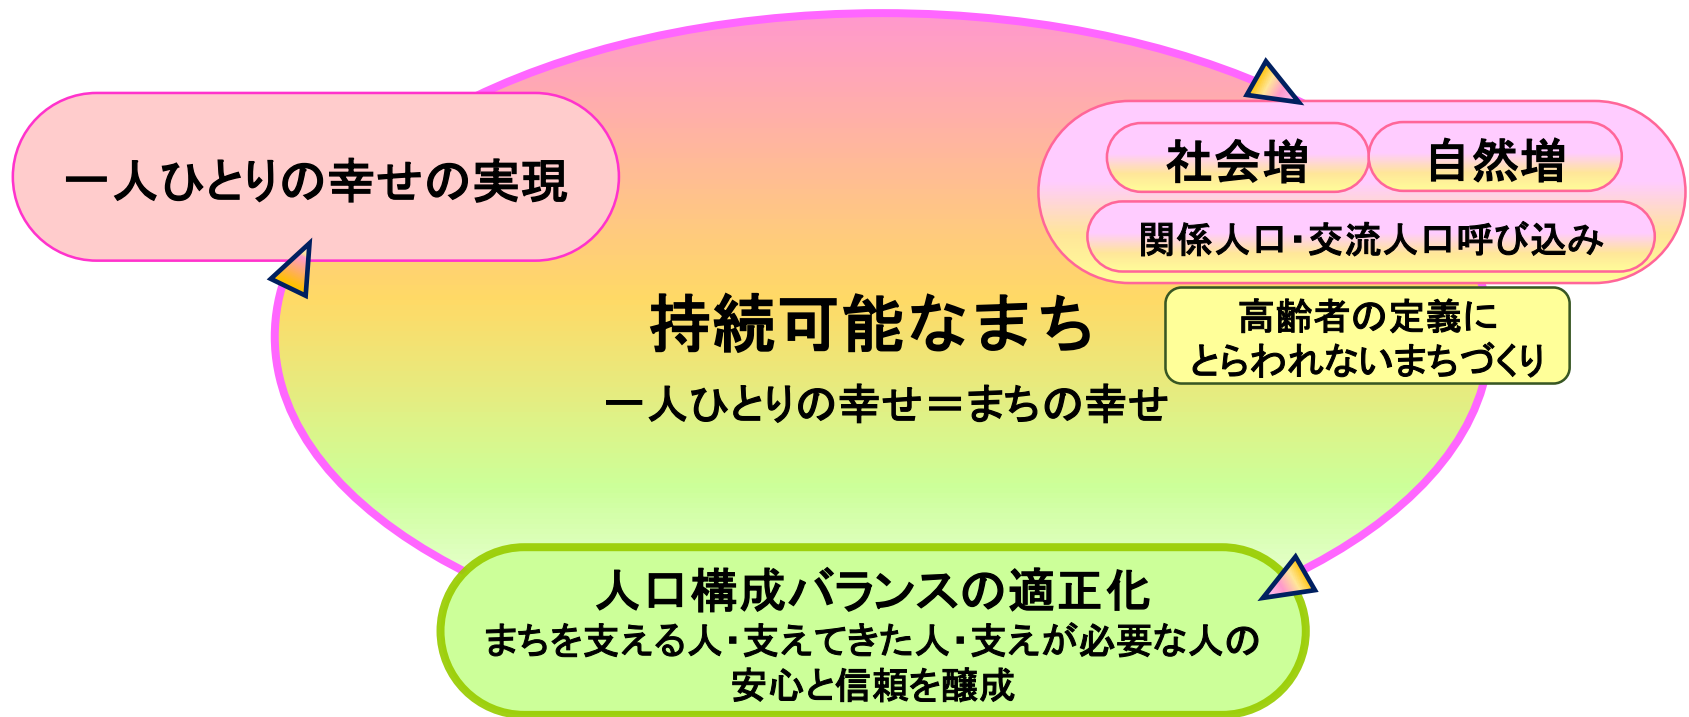 一人ひとりの幸せの実現
社会増
自然増
関係人口・交流人口呼び込み
高齢者の定義に
とらわれないまちづくり
持続可能なまち
一人ひとりの幸せ＝まちの幸せ
人口構成バランスの適正化
まちを支える人・支えてきた人・支えが必要な人の
安心と信頼を醸成